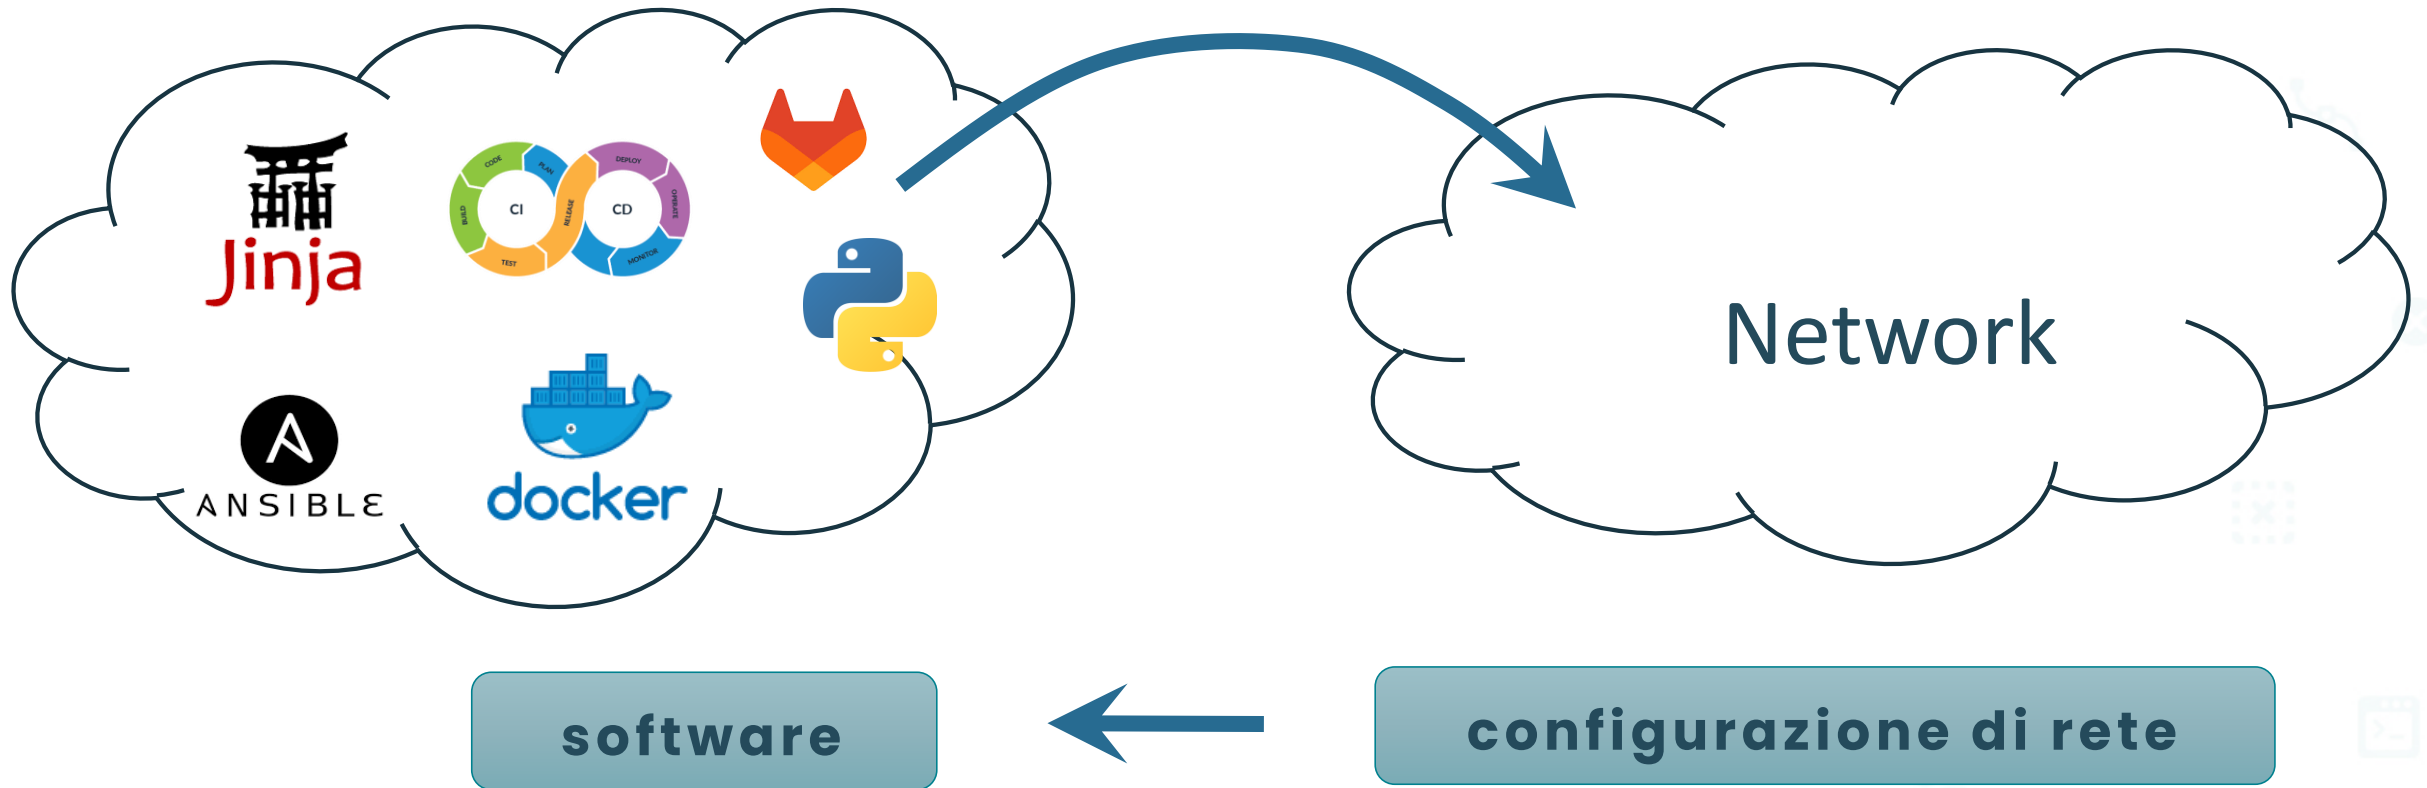 Jinja
CODE
PLAN
BUILD
CI
TEST
RELEASE
DEPLOY
OPERATE
CD
MONITOR
ANSIBLE
docker
Network
software
configurazione di rete